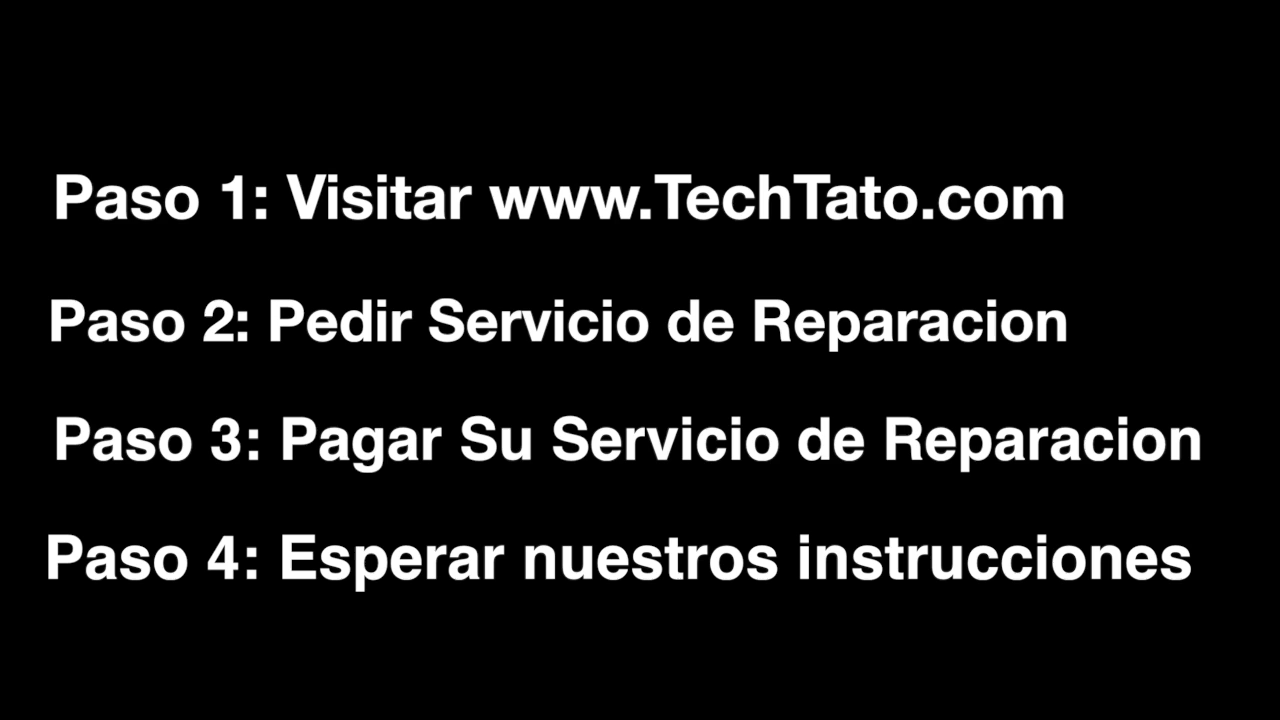 Paso 1: Visitar www.TechTato.com
Paso 2: Pedir Servicio de Reparacion
Paso 3: Pagar Su Servicio de Reparacion
Paso 4: Esperar nuestros instrucciones